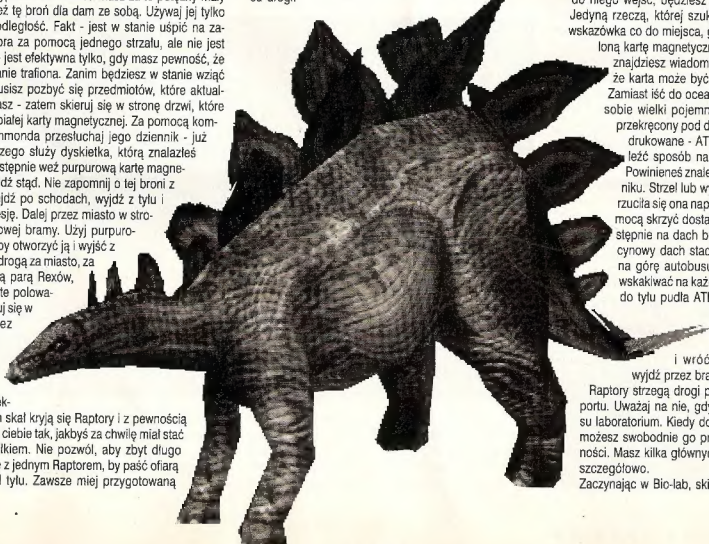 eż tę broń dla dam ze sobą. Używaj jej tylko
odległość. Fakt - jest w stanie uśpić na za-
ora za pomocą jednego strzału, ale nie jest
jest efektywna tylko, gdy masz pewność, że
anie trafiona. Zanim będziesz w stanie wziąć
usisz pozbyć się przedmiotów, które aktual-
asz - zatem skieruj się w stronę drzwi, które
białej karty magnetycznej. Za pomocą kom-
mmonda przesłuchaj jego dziennik - już
zego służy dyskietka, którą znalazłeś
stępnie weź purpurową kartę magne-
dź stąd. Nie zapomnij o tej broni z
jdź po schodach, wyjdź z tyłu i
esję. Dalej przez miasto w stro-
owej bramy. Użyj purpuro-
by otworzyć ją i wyjść z
drogą za miasto, za
ą parą Rexów,
te polowa-
uj się w
ez
ek-
n skał kryją się Raptory i z pewnością
ciebie tak, jakbyś za chwilę miał stać
łkiem. Nie pozwól, aby zbyt długo
z jednym Raptorem, by paść ofiarą
tyłu. Zawsze miej przygotowaną
do niego wejść, będziesz
Jedyną rzeczą, której szuk
wskazówka co do miejsca, g
loną kartę magnetyczn
znajdziesz wiadom
że karta może być
Zamiast iść do ocea
sobie wielki pojemn
przekręcony pod d
drukowane - AT
leźć sposób na
Powinieneś znale
niku. Strzel lub w
rzuciła się ona nap
mocą skrzyć dosta
stępnie na dach b
cynowy dach stac
na górę autobusu
wskakiwać na każ
do tyłu pudła ATF
i wróć
wyjdź przez bra
Raptory strzegą drogi p
portu. Uważaj na nie, gdy
su laboratorium. Kiedy do
możesz swobodnie go pr
ności. Masz kilka głównyc
szczegółowo.
Zaczynając w Bio-lab, ski